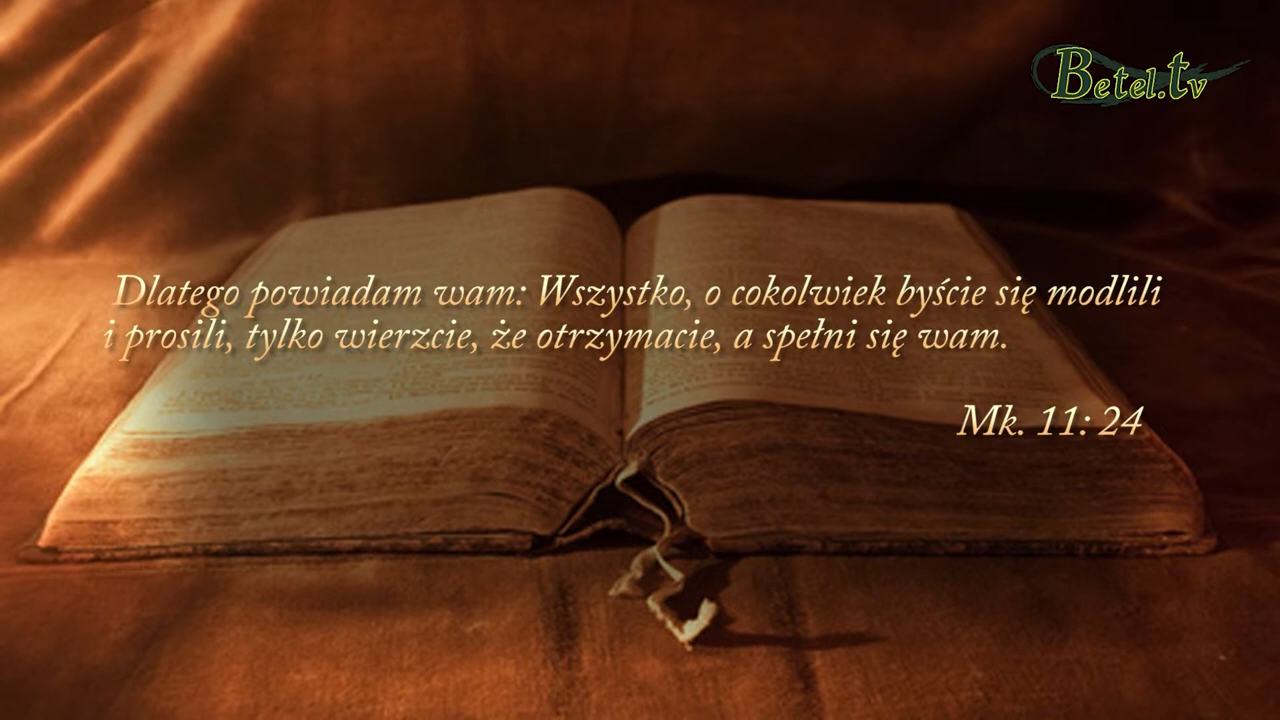 Betel.tv
Dlatego powiadam wam: Wszystko, o cokolwiek byście się modlili
i prosili, tylko wierzcie, że otrzymacie, a spełni się wam.
Mk. 11: 24